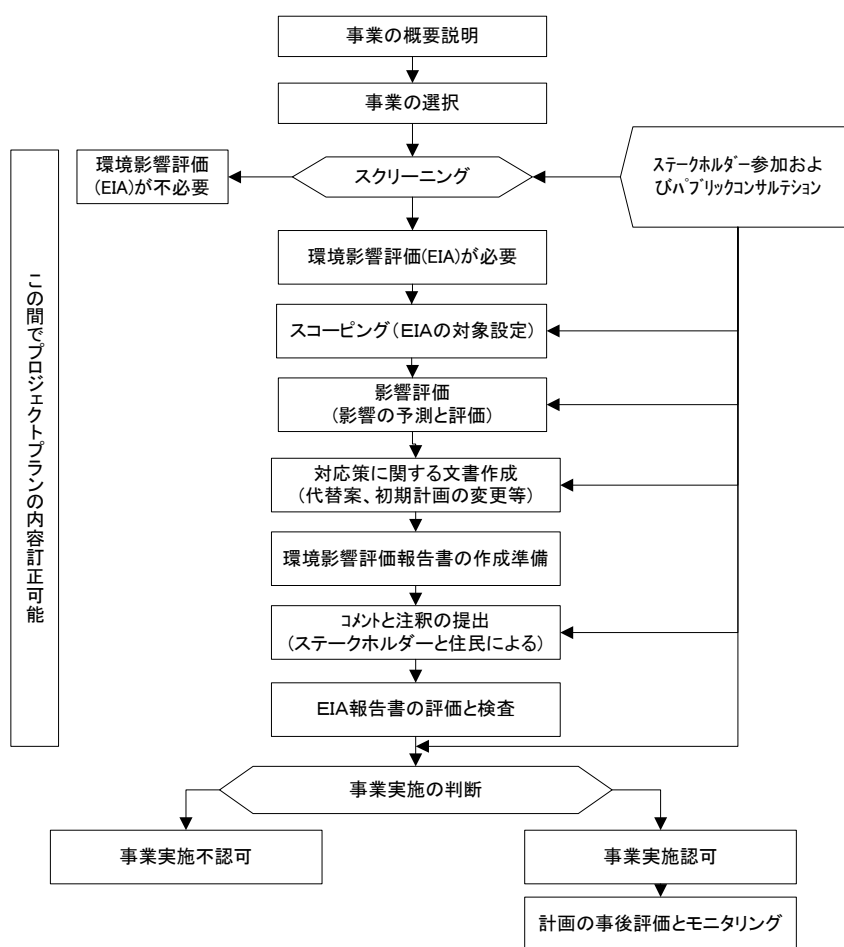 事業の概要説明
事業の選択
環境影響評価
(EIA)が不必要
スクリーニング
ステークホルダー参加およ
びパブリックコンサルテション
環境影響評価(EIA)が必要
スコーピング(EIAの対象設定)
影響評価
(影響の予測と評価)
対応策に関する文書作成
(代替案、初期計画の変更等)
環境影響評価報告書の作成準備
コメントと注釈の提出
(ステークホルダーと住民による)
EIA報告書の評価と検査
この間でプロジェクトプランの内容訂正可能
事業実施の判断
事業実施不認可
事業実施認可
計画の事後評価とモニタリング